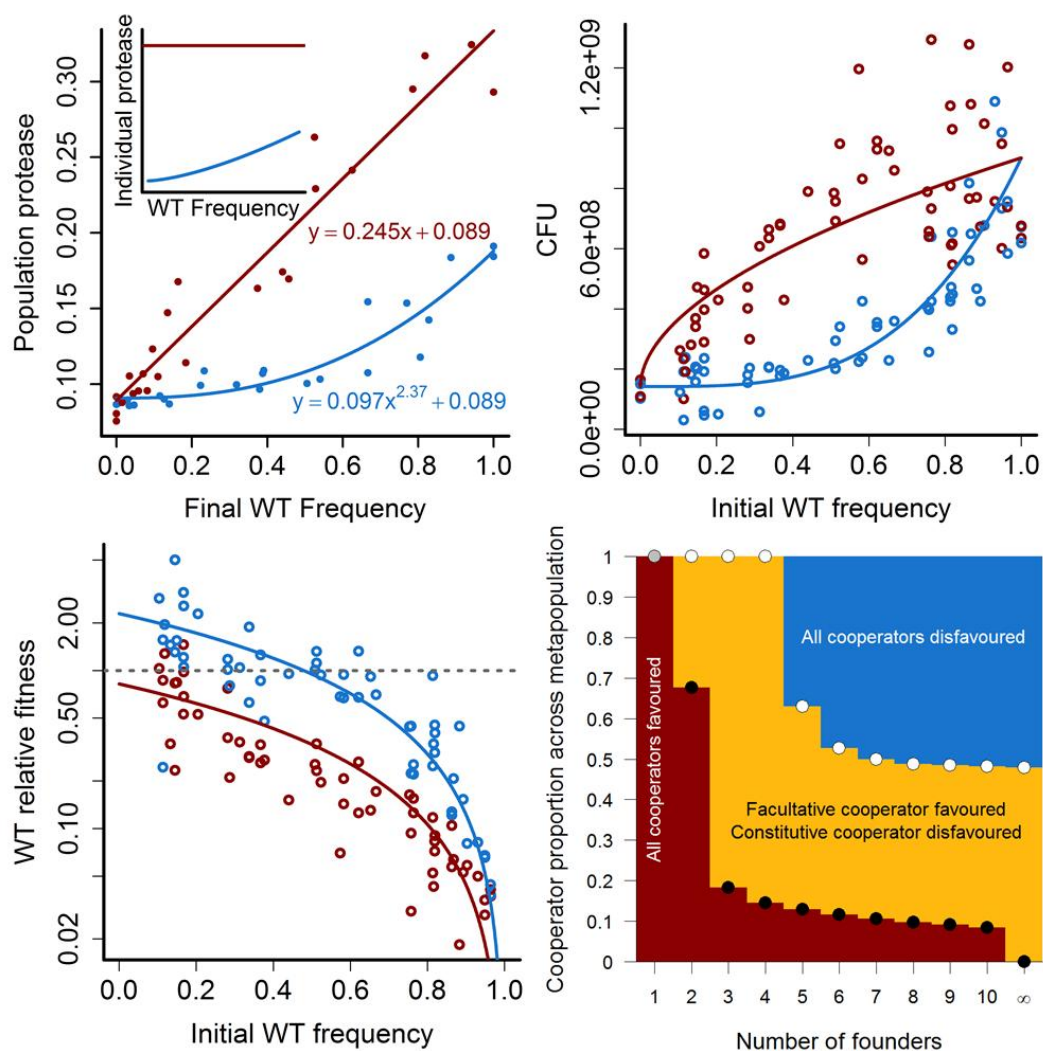 Population protease
0.30
0.25
0.20
0.15
0.10
Individual protease
WT Frequency
y = 0.245x + 0.089
y = 0.097x^2.37 + 0.089
0.0 0.2 0.4 0.6 0.8 1.0
Final WT Frequency
CFU
1.2e+09
6.0e+08
0.0e+00
0.0 0.2 0.4 0.6 0.8 1.0
Initial WT frequency
WT relative fitness
2.00
0.50
0.10
0.02
0.0 0.2 0.4 0.6 0.8 1.0
Initial WT frequency
Cooperator proportion across metapopulation
1
0.9
0.8
0.7
0.6
0.5
0.4
0.3
0.2
0.1
0
All cooperators favoured
All cooperators disfavoured
Facultative cooperator favoured
Constitutive cooperator disfavoured
1 2 3 4 5 6 7 8 9 10 ∞
Number of founders